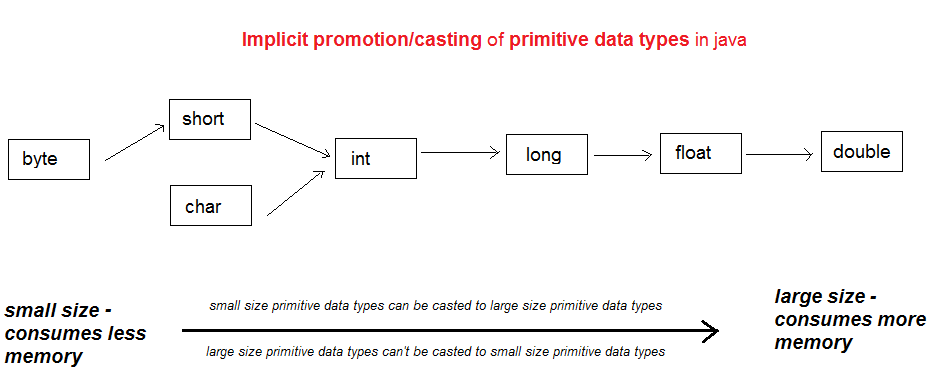 Implicit promotion/casting of primitive data types in java
short
byte
int
long
float
double
char
small size -
consumes less
memory
small size primitive data types can be casted to large size primitive data types
large size primitive data types can't be casted to small size primitive data types
large size -
consumes more
memory